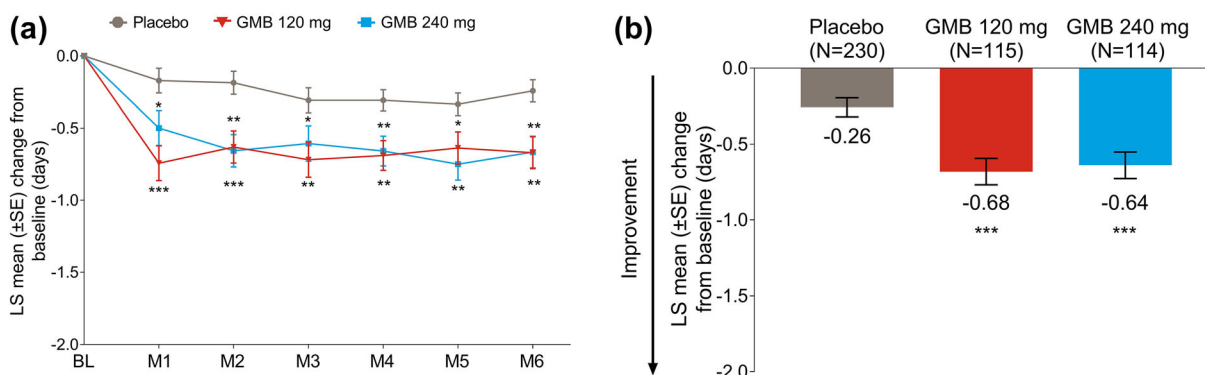 (a)
Placebo GMB 120 mg GMB 240 mg
LS mean (±SE) change from
baseline (days)
0.0
-0.5
-1.0
-1.5
-2.0
* ** * ** * **
*** *** ** ** ** **
BL M1 M2 M3 M4 M5 M6
(b)
Placebo
(N=230)
GMB 120 mg
(N=115)
GMB 240 mg
(N=114)
Improvement
LS mean (±SE) change
from baseline (days)
0.0
-0.5
-1.0
-1.5
-2.0
-0.26
-0.68
***
-0.64
***